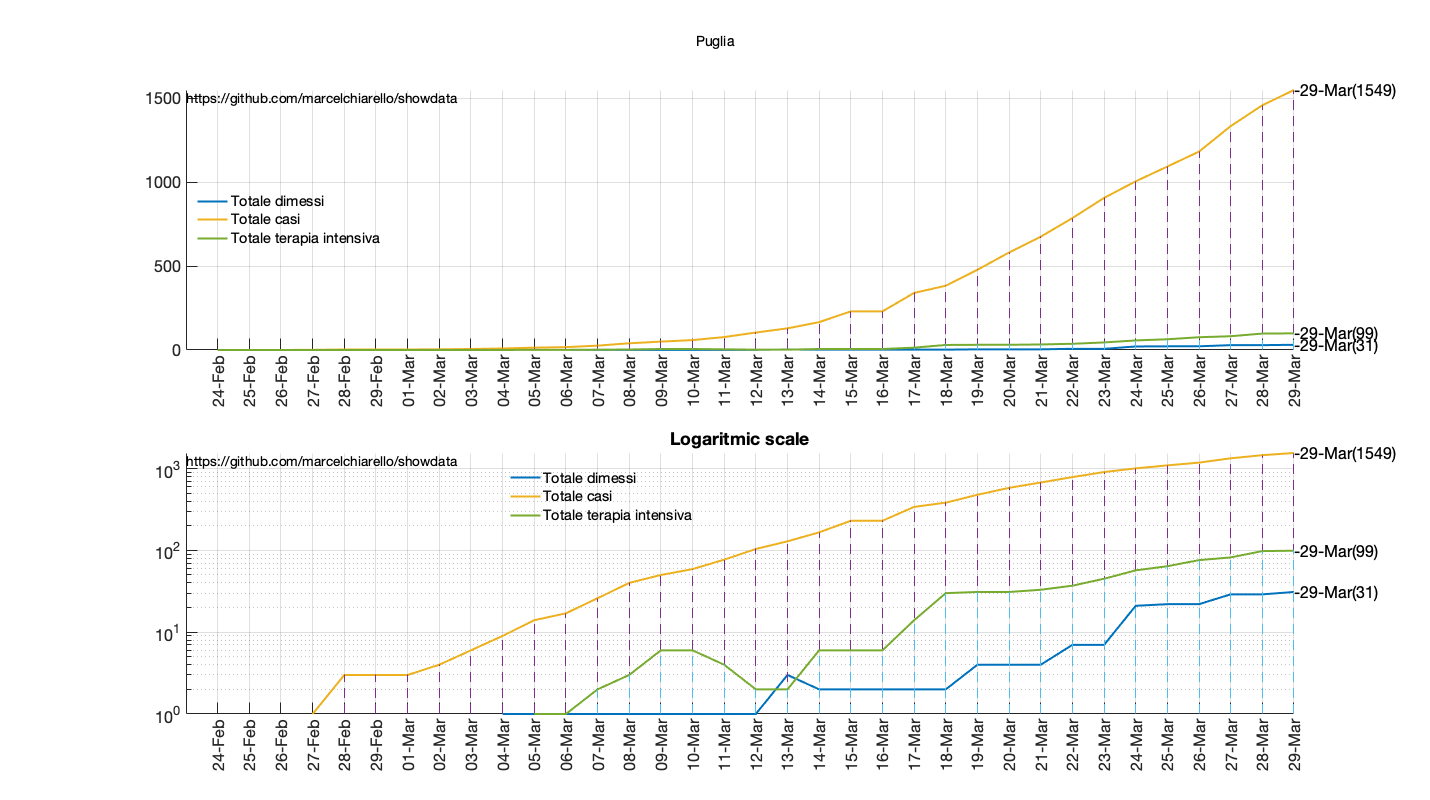 Puglia
1500
https://github.com/marcelchiarello/showdata
-29-Mar(1549)
1000
Totale dimessi
Totale casi
Totale terapia intensiva
500
-29-Mar(99)
-29-Mar(31)
0
24-Feb 25-Feb 26-Feb 27-Feb 28-Feb 29-Feb 01-Mar 02-Mar 03-Mar 04-Mar 05-Mar 06-Mar 07-Mar 08-Mar 09-Mar 10-Mar 11-Mar 12-Mar 13-Mar 14-Mar 15-Mar 16-Mar 17-Mar 18-Mar 19-Mar 20-Mar 21-Mar 22-Mar 23-Mar 24-Mar 25-Mar 26-Mar 27-Mar 28-Mar 29-Mar
Logaritmic scale
https://github.com/marcelchiarello/showdata
-29-Mar(1549)
10^3
Totale dimessi
Totale casi
Totale terapia intensiva
10^2
-29-Mar(99)
-29-Mar(31)
10^1
10^0
24-Feb 25-Feb 26-Feb 27-Feb 28-Feb 29-Feb 01-Mar 02-Mar 03-Mar 04-Mar 05-Mar 06-Mar 07-Mar 08-Mar 09-Mar 10-Mar 11-Mar 12-Mar 13-Mar 14-Mar 15-Mar 16-Mar 17-Mar 18-Mar 19-Mar 20-Mar 21-Mar 22-Mar 23-Mar 24-Mar 25-Mar 26-Mar 27-Mar 28-Mar 29-Mar